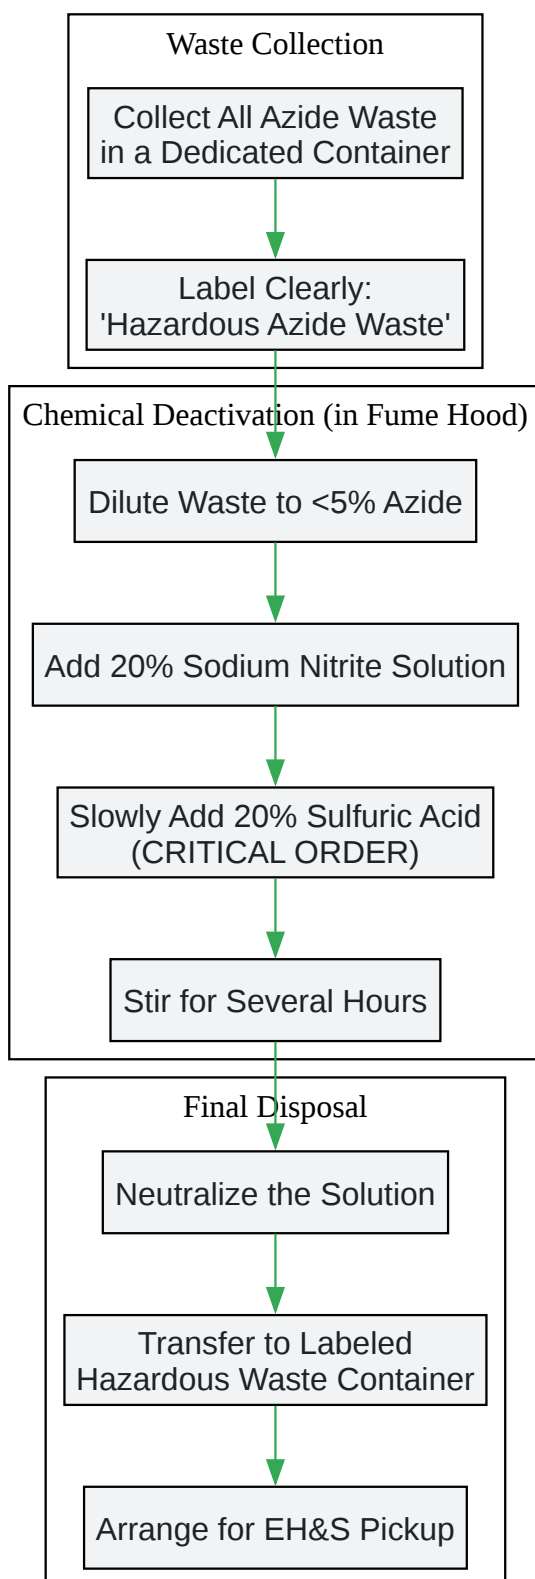 Waste Collection
Collect All Azide Waste
in a Dedicated Container
Label Clearly:
'Hazardous Azide Waste'
Chemical Deactivation (in Fume Hood)
Dilute Waste to <5% Azide
Add 20% Sodium Nitrite Solution
Slowly Add 20% Sulfuric Acid
(CRITICAL ORDER)
Stir for Several Hours
Final Disposal
Neutralize the Solution
Transfer to Labeled
Hazardous Waste Container
Arrange for EH&S Pickup